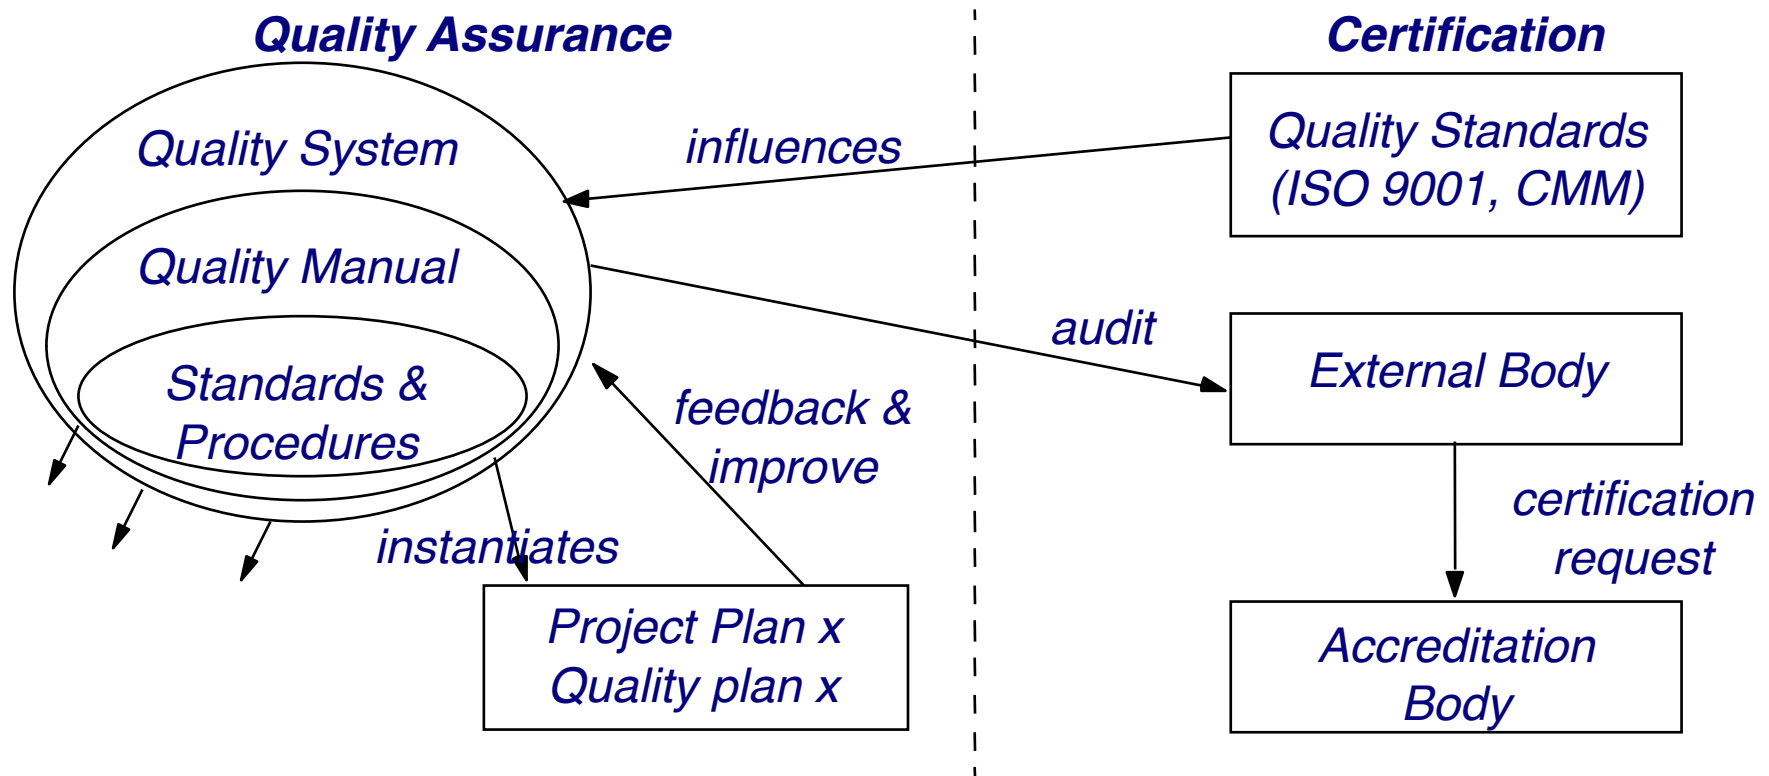 Quality Assurance
Certification
Quality System
influences
Quality Standards
(ISO 9001, CMM)
Quality Manual
audit
External Body
Standards &
Procedures
feedback &
improve
instantiates
certification
request
Project Plan x
Quality plan x
Accreditation
Body